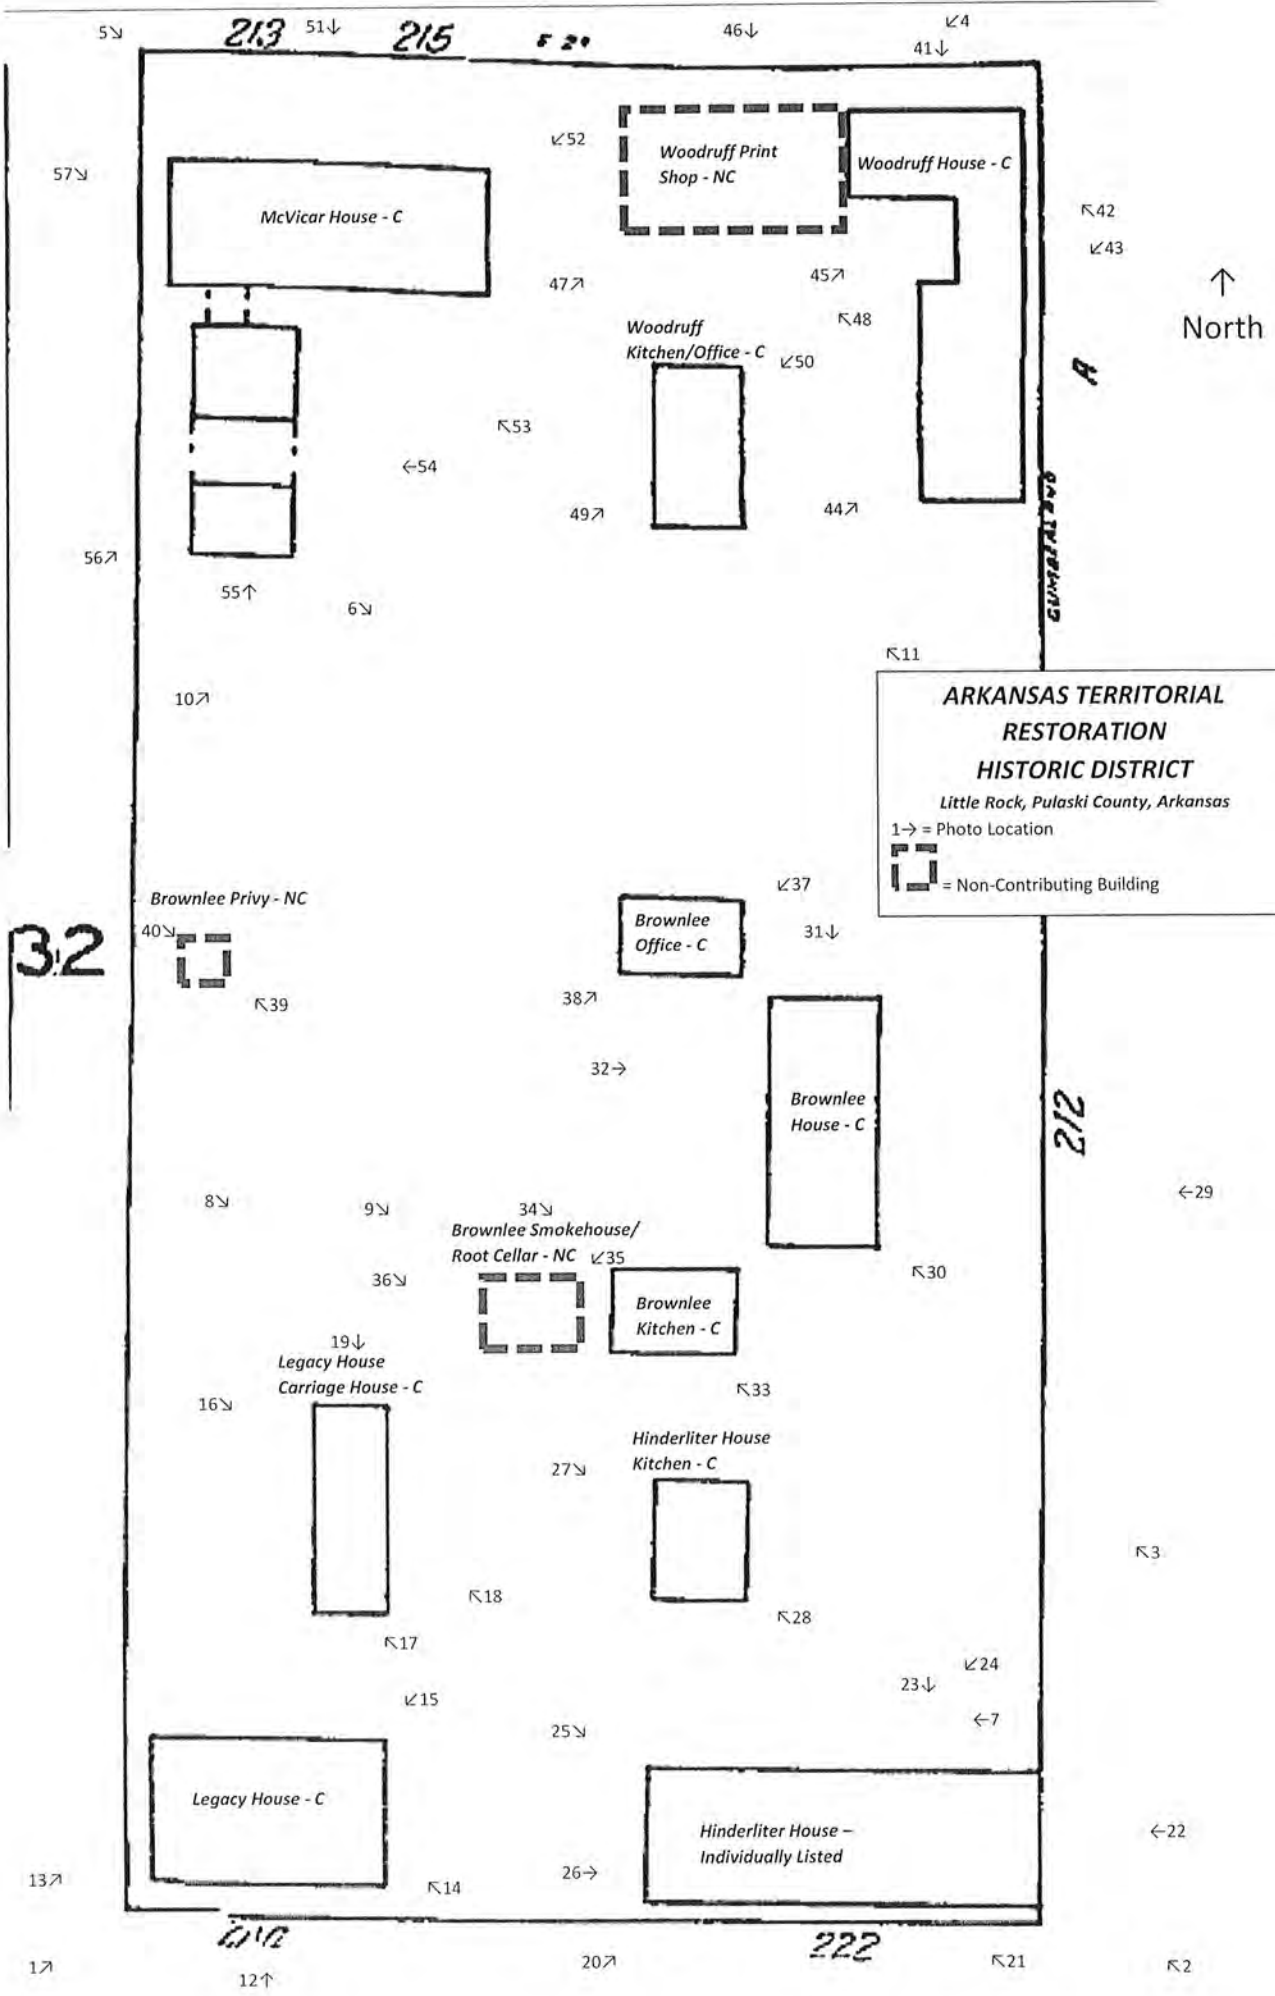 5↘ 213 51↓ 215 46↓ ↙4
41↓
↙52
57↘
Woodruff Print
Shop - NC
Woodruff House - C
McVicar House - C
↖42
↙43
47↗
45↗
↖48
↑
North
Woodruff
Kitchen/Office - C
↙50
A
↖53
←54
49↗
44↗
CUMBERLAND
56↗
55↑
6↘
↖11
10↗
ARKANSAS TERRITORIAL
RESTORATION
HISTORIC DISTRICT
Little Rock, Pulaski County, Arkansas
1→ = Photo Location
= Non-Contributing Building
↙37
Brownlee Privy - NC
40↘
32
↖39
Brownlee
Office - C
31↓
38↗
32→
Brownlee
House - C
212
←29
8↘
9↘
34↘
Brownlee Smokehouse/
Root Cellar - NC
↙35
36↘
↖30
Brownlee
Kitchen - C
19↓
Legacy House
Carriage House - C
↖33
16↘
Hinderliter House
Kitchen - C
27↘
↖3
↖18
↖28
↖17
↙24
23↓
↙15
←7
25↘
Legacy House - C
Hinderliter House –
Individually Listed
←22
13↗
↖14
26→
222
1↗
12↑
20↗
↖21
↖2